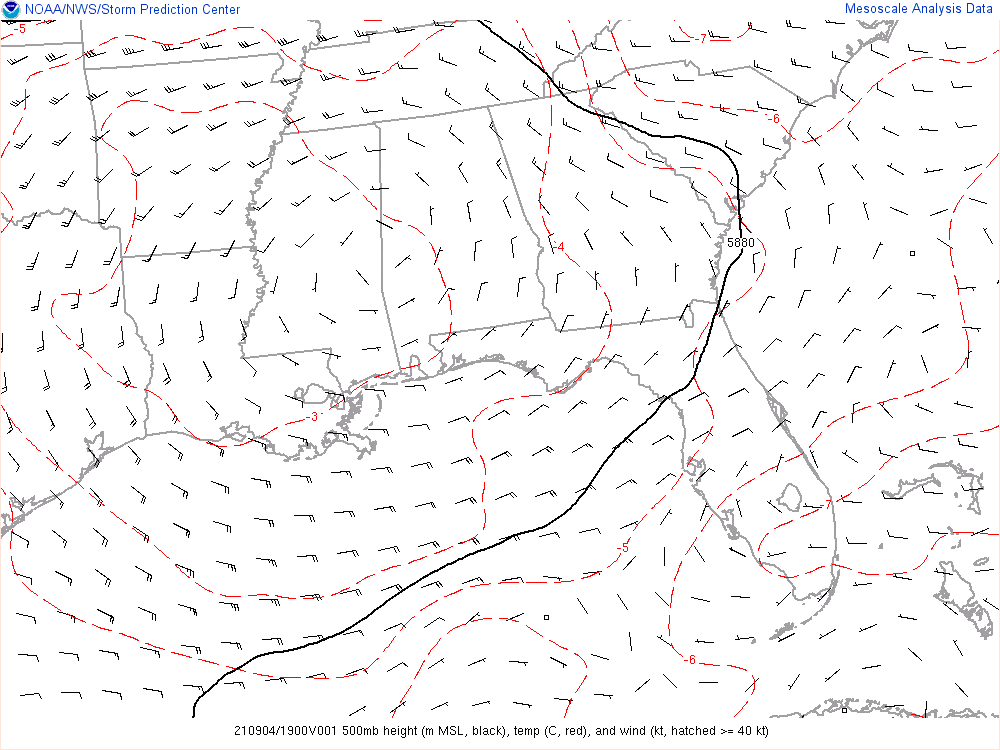 NOAA/NWS/Storm Prediction Center
Mesoscale Analysis Data
-5
-7
-6
5880
-4
-3
-5
-6
210904/1900V001 500mb height (m MSL, black), temp (C, red), and wind (kt, hatched >= 40 kt)